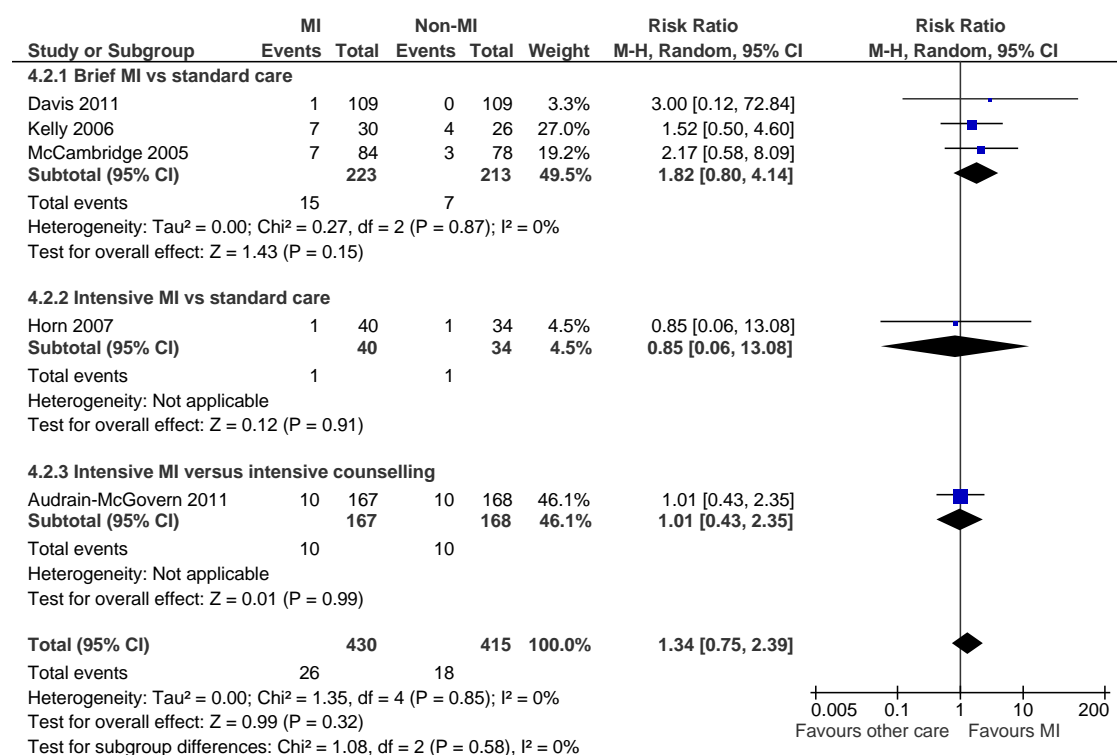 MI Non-MI Risk Ratio Risk Ratio
Study or Subgroup Events Total Events Total Weight M-H, Random, 95% CI M-H, Random, 95% CI
4.2.1 Brief MI vs standard care
Davis 2011 1 109 0 109 3.3% 3.00 [0.12, 72.84]
Kelly 2006 7 30 4 26 27.0% 1.52 [0.50, 4.60]
McCambridge 2005 7 84 3 78 19.2% 2.17 [0.58, 8.09]
Subtotal (95% CI) 223 213 49.5% 1.82 [0.80, 4.14]
Total events 15 7
Heterogeneity: Tau² = 0.00; Chi² = 0.27, df = 2 (P = 0.87); I² = 0%
Test for overall effect: Z = 1.43 (P = 0.15)
4.2.2 Intensive MI vs standard care
Horn 2007 1 40 1 34 4.5% 0.85 [0.06, 13.08]
Subtotal (95% CI) 40 34 4.5% 0.85 [0.06, 13.08]
Total events 1 1
Heterogeneity: Not applicable
Test for overall effect: Z = 0.12 (P = 0.91)
4.2.3 Intensive MI versus intensive counselling
Audrain-McGovern 2011 10 167 10 168 46.1% 1.01 [0.43, 2.35]
Subtotal (95% CI) 167 168 46.1% 1.01 [0.43, 2.35]
Total events 10 10
Heterogeneity: Not applicable
Test for overall effect: Z = 0.01 (P = 0.99)
Total (95% CI) 430 415 100.0% 1.34 [0.75, 2.39]
Total events 26 18
Heterogeneity: Tau² = 0.00; Chi² = 1.35, df = 4 (P = 0.85); I² = 0%
Test for overall effect: Z = 0.99 (P = 0.32)
Test for subgroup differences: Chi² = 1.08, df = 2 (P = 0.58), I² = 0%
0.005 0.1 1 10 200
Favours other care Favours MI